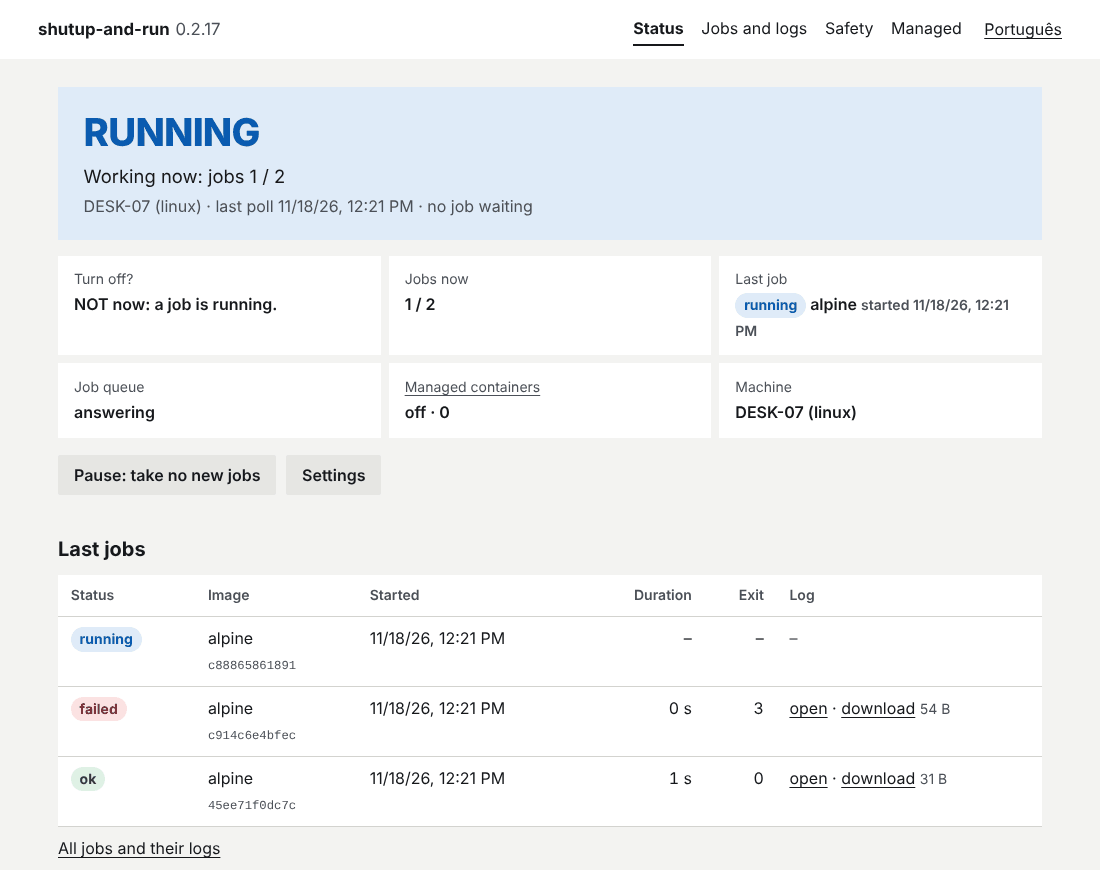 shutup-and-run 0.2.17
Status Jobs and logs Safety Managed Português
RUNNING
Working now: jobs 1 / 2
DESK-07 (linux) · last poll 11/18/26, 12:21 PM · no job waiting
Turn off?
NOT now: a job is running.
Jobs now
1 / 2
Last job
running alpine started 11/18/26, 12:21
PM
Job queue
answering
Managed containers
off · 0
Machine
DESK-07 (linux)
Pause: take no new jobs Settings
Last jobs
Status Image Started Duration Exit Log
running alpine 11/18/26, 12:21 PM – – –
c88865861891
failed alpine 11/18/26, 12:21 PM 0 s 3 open · download 54 B
c914c6e4bfec
ok alpine 11/18/26, 12:21 PM 1 s 0 open · download 31 B
45ee71f0dc7c
All jobs and their logs